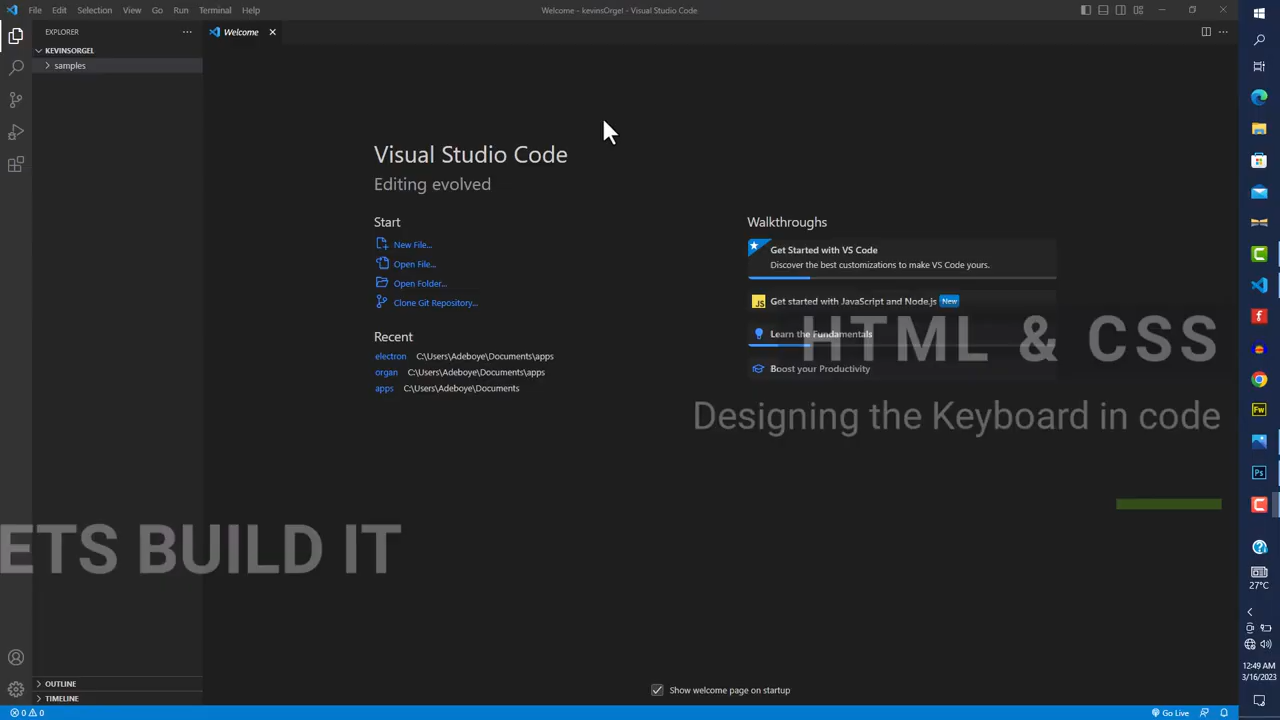 File Edit Selection View Go Run Terminal Help
Welcome - kevinsOrgel - Visual Studio Code
EXPLORER
Welcome
KEVINSORGEL
samples
Visual Studio Code
Editing evolved
Start
New File...
Open File...
Open Folder...
Clone Git Repository...
Recent
electron C:\Users\Adeboye\Documents\apps
organ C:\Users\Adeboye\Documents\apps
apps C:\Users\Adeboye\Documents
Walkthroughs
Get Started with VS Code
Discover the best customizations to make VS Code yours.
JS Get started with JavaScript and Node.js New
Learn the Fundamentals
Boost your Productivity
HTML & CSS
Designing the Keyboard in code
ETS BUILD IT
Show welcome page on startup
OUTLINE
TIMELINE
0 0
Go Live
Fw
Ps
27°C
12:49 AM
3/16/2023